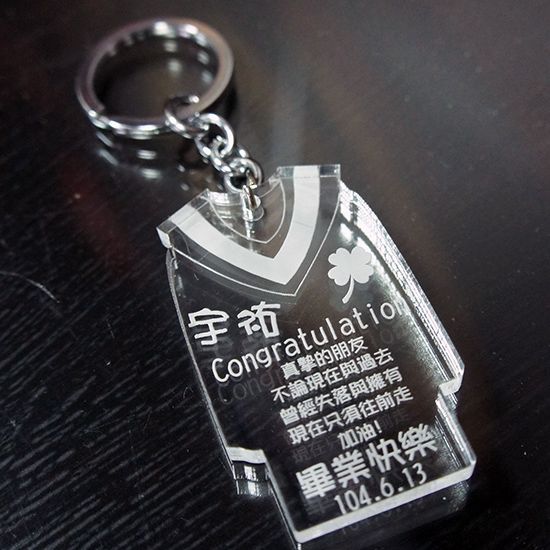 宇祐
Congratulation
真摯的朋友
不論現在與過去
曾經失落與擁有
現在只須往前走
加油!
畢業快樂
104.6.13